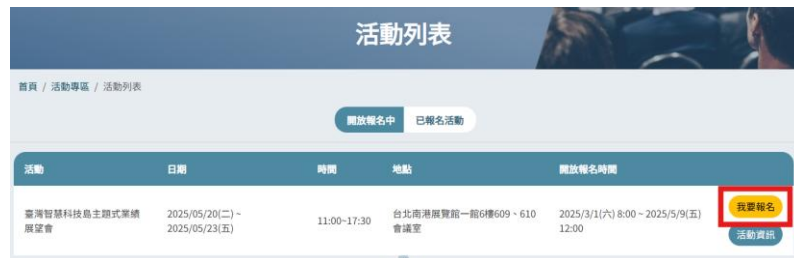 活動列表
首頁 / 活動專區 / 活動列表
開放報名中 已報名活動
活動 日期 時間 地點 開放報名時間
臺灣智慧科技島主題式業績展望會
2025/05/20(二) ~ 2025/05/23(五)
11:00~17:30
台北南港展覽館一館6樓609、610會議室
2025/3/1(六) 8:00 ~ 2025/5/9(五) 12:00
我要報名
活動資訊